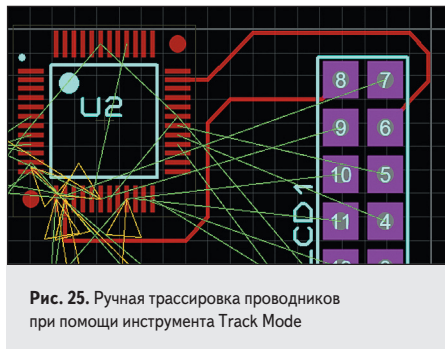 8 7
U2
9 6
10 5
CD1
11 4
Рис. 25. Ручная трассировка проводников
при помощи инструмента Track Mode